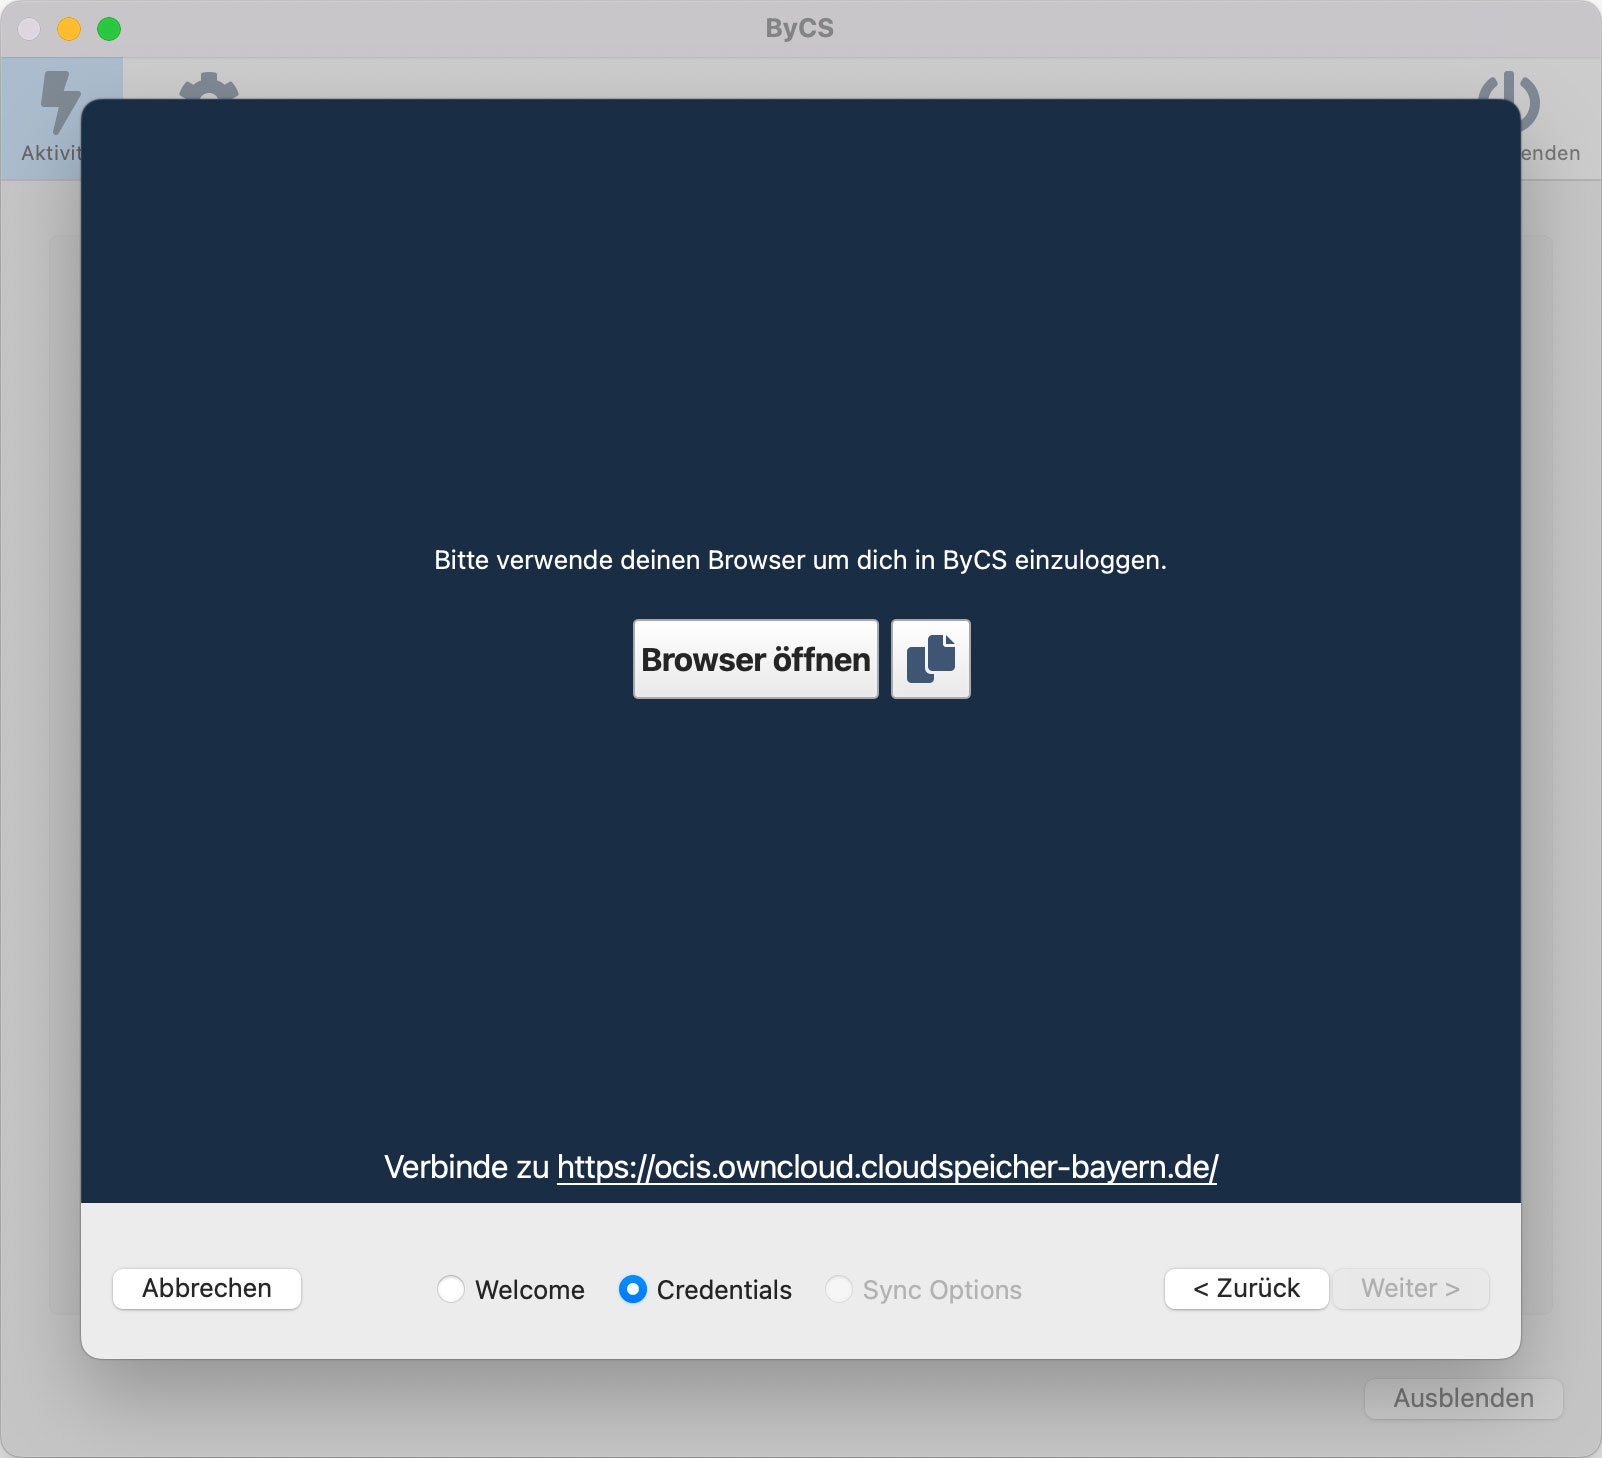 ByCS
Aktivit
enden
Bitte verwende deinen Browser um dich in ByCS einzuloggen.
Browser öffnen
Verbinde zu https://ocis.owncloud.cloudspeicher-bayern.de/
Abbrechen Welcome Credentials Sync Options < Zurück Weiter >
Ausblenden